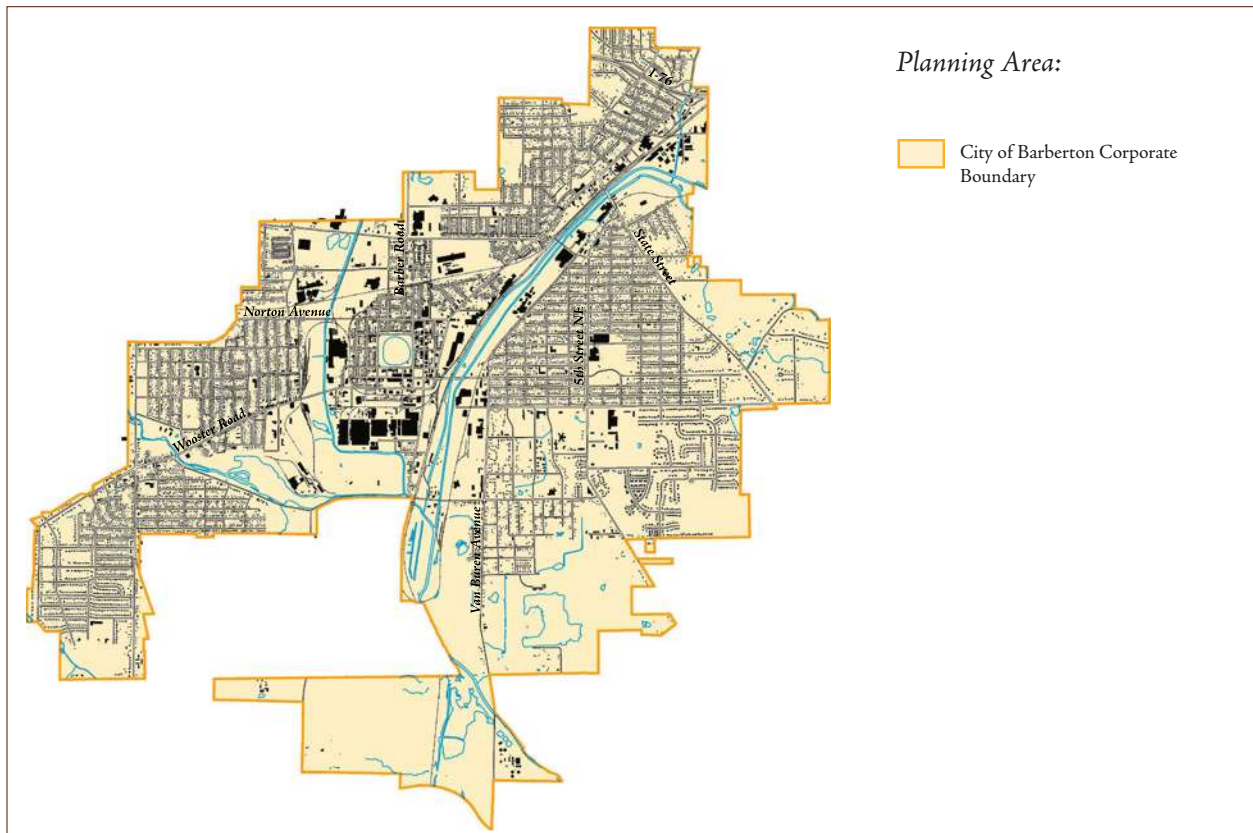 Planning Area:
City of Barberton Corporate
Boundary
I-76
Barber Road
State Street
Norton Avenue
5th Street NE
Wooster Road
Van Buren Avenue